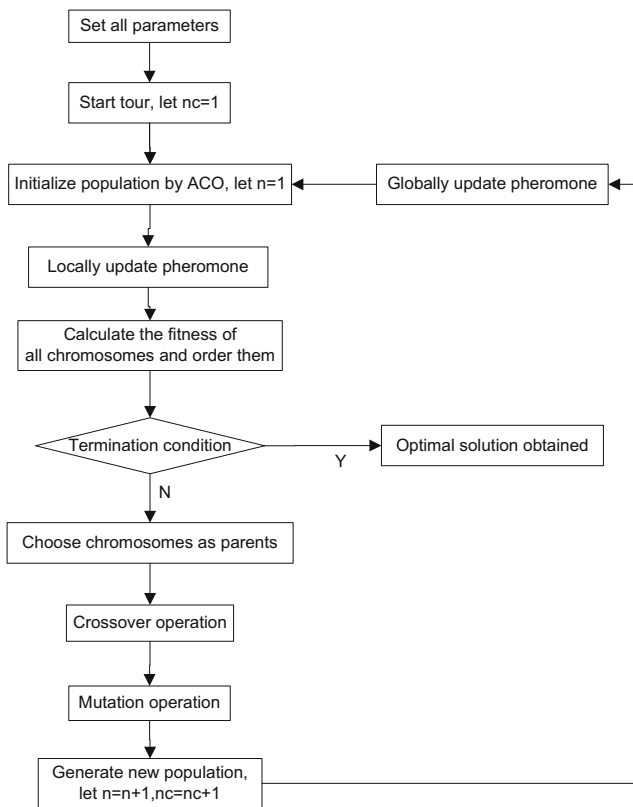 Set all parameters
Start tour, let nc=1
Initialize population by ACO, let n=1
Globally update pheromone
Locally update pheromone
Calculate the fitness of
all chromosomes and order them
Termination condition
Y
Optimal solution obtained
N
Choose chromosomes as parents
Crossover operation
Mutation operation
Generate new population,
let n=n+1,nc=nc+1